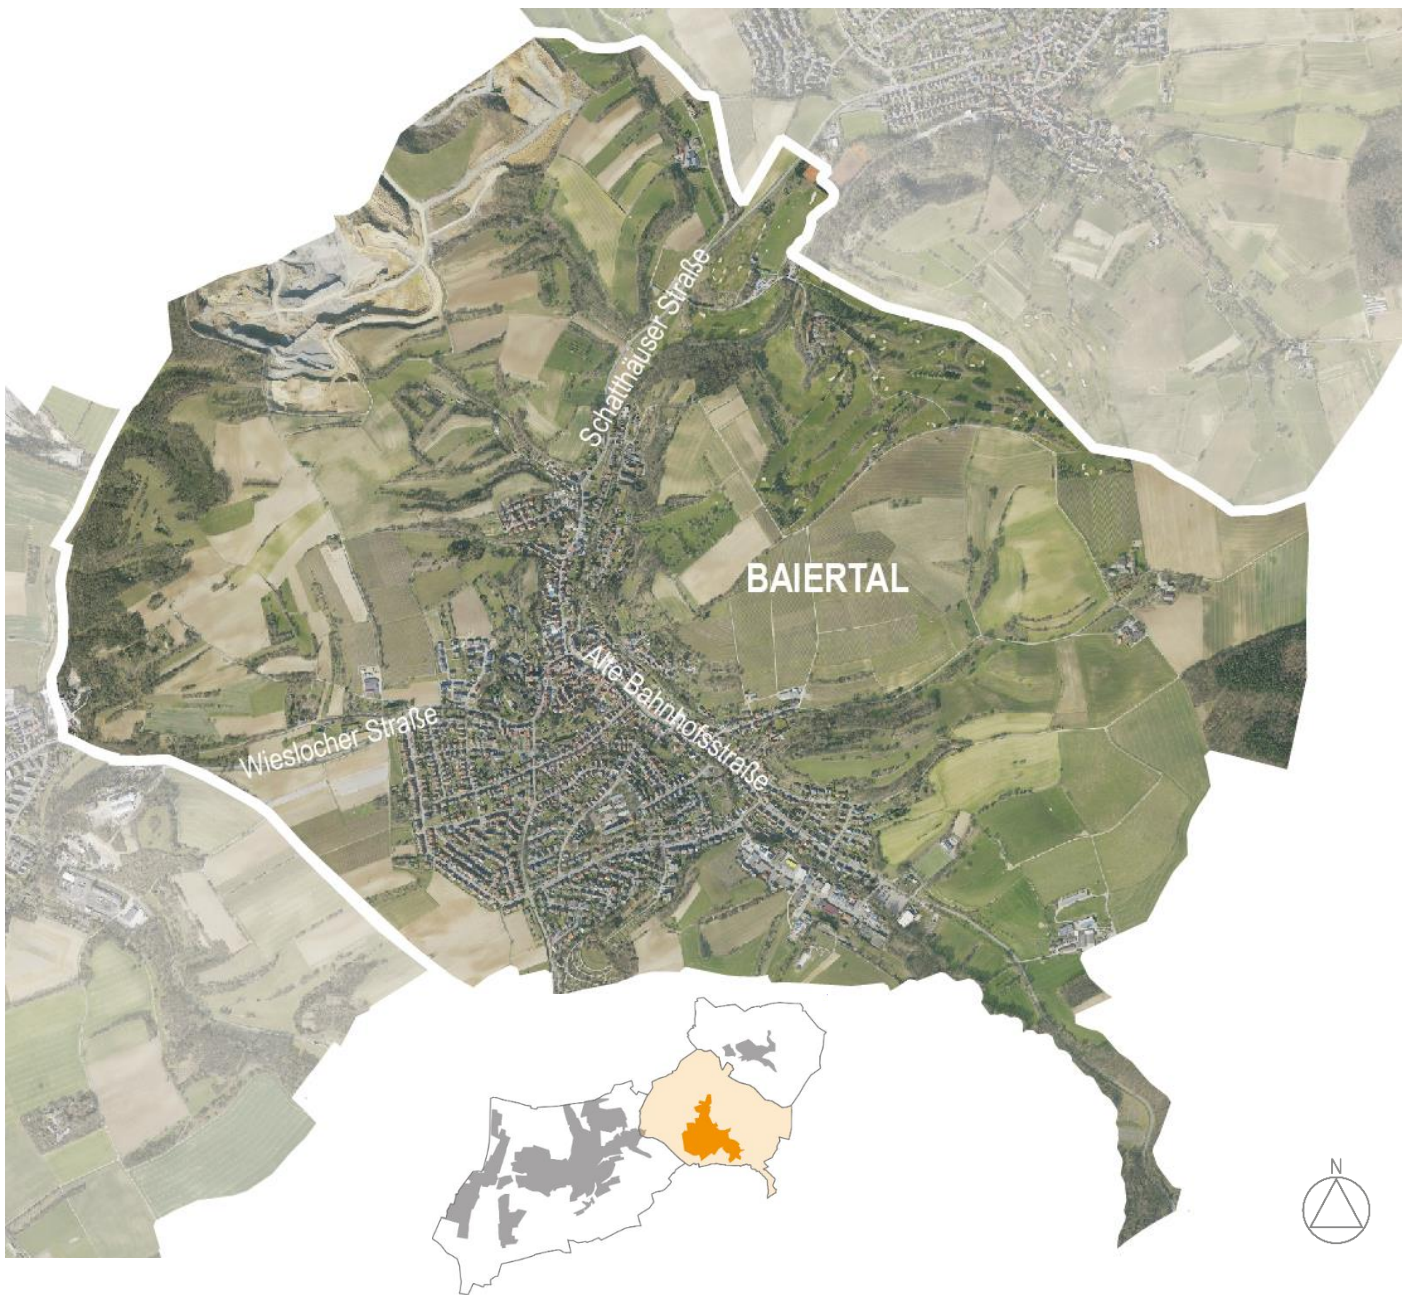 Schatthäuser Straße
BAIERTAL
Alte Bahnhofsstraße
Wieslocher Straße
N